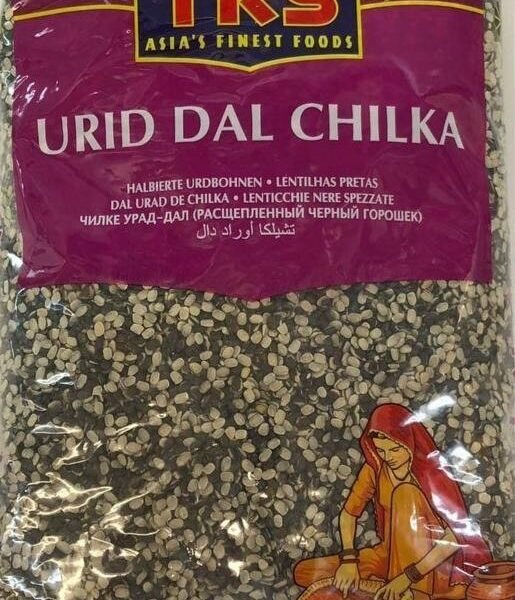 TRS
ASIA'S FINEST FOODS
URID DAL CHILKA
HALBIERTE URDBOHNEN • LENTILHAS PRETAS
DAL URAD DE CHILKA • LENTICCHIE NERE SPEZZATE
ЧИЛКЕ УРАД-ДАЛ (РАСЩЕПЛЕННЫЙ ЧЕРНЫЙ ГОРОШЕК)
تشيلكا أوراد دال